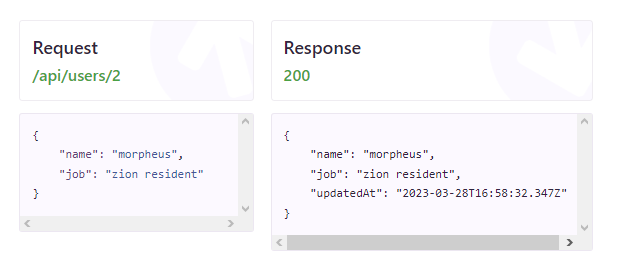 Request
/api/users/2
{
    "name": "morpheus",
    "job": "zion resident"
}
Response
200
{
    "name": "morpheus",
    "job": "zion resident",
    "updatedAt": "2023-03-28T16:58:32.347Z"
}